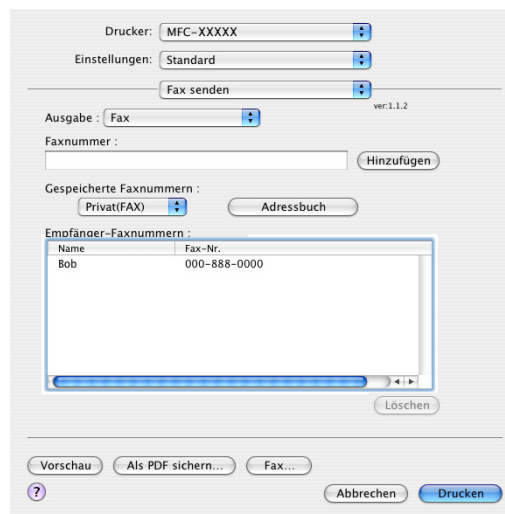 Drucker: MFC-XXXXX
Einstellungen: Standard
Fax senden
ver:1.1.2
Ausgabe : Fax
Faxnummer :
Hinzufügen
Gespeicherte Faxnummern :
Privat(FAX) Adressbuch
Empfänger-Faxnummern :
Name Fax-Nr.
Bob 000-888-0000
Löschen
Vorschau Als PDF sichern... Fax...
? Abbrechen Drucken